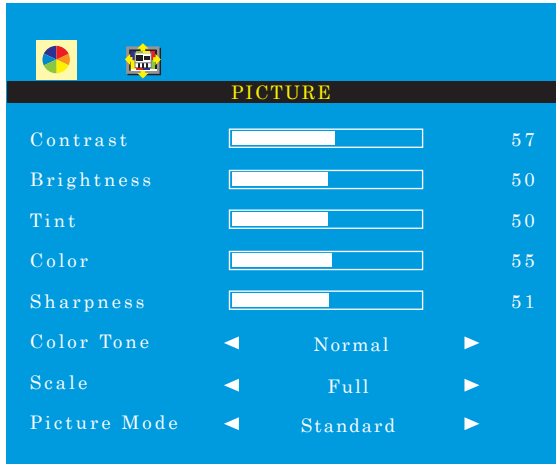 PICTURE
Contrast 57
Brightness 50
Tint 50
Color 55
Sharpness 51
Color Tone Normal
Scale Full
Picture Mode Standard